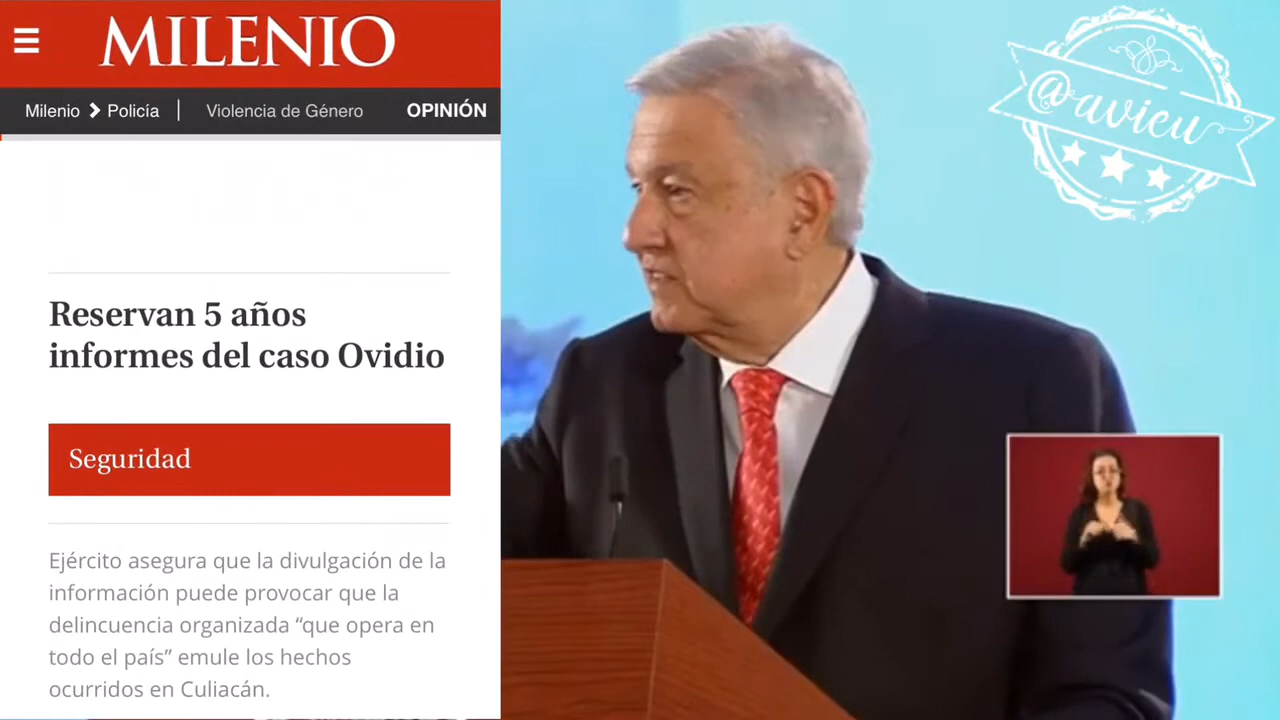 MILENIO
Milenio > Policía | Violencia de Género OPINIÓN
Reservan 5 años
informes del caso Ovidio
Seguridad
Ejército asegura que la divulgación de la
información puede provocar que la
delincuencia organizada “que opera en
todo el país” emule los hechos
ocurridos en Culiacán.
@avicu